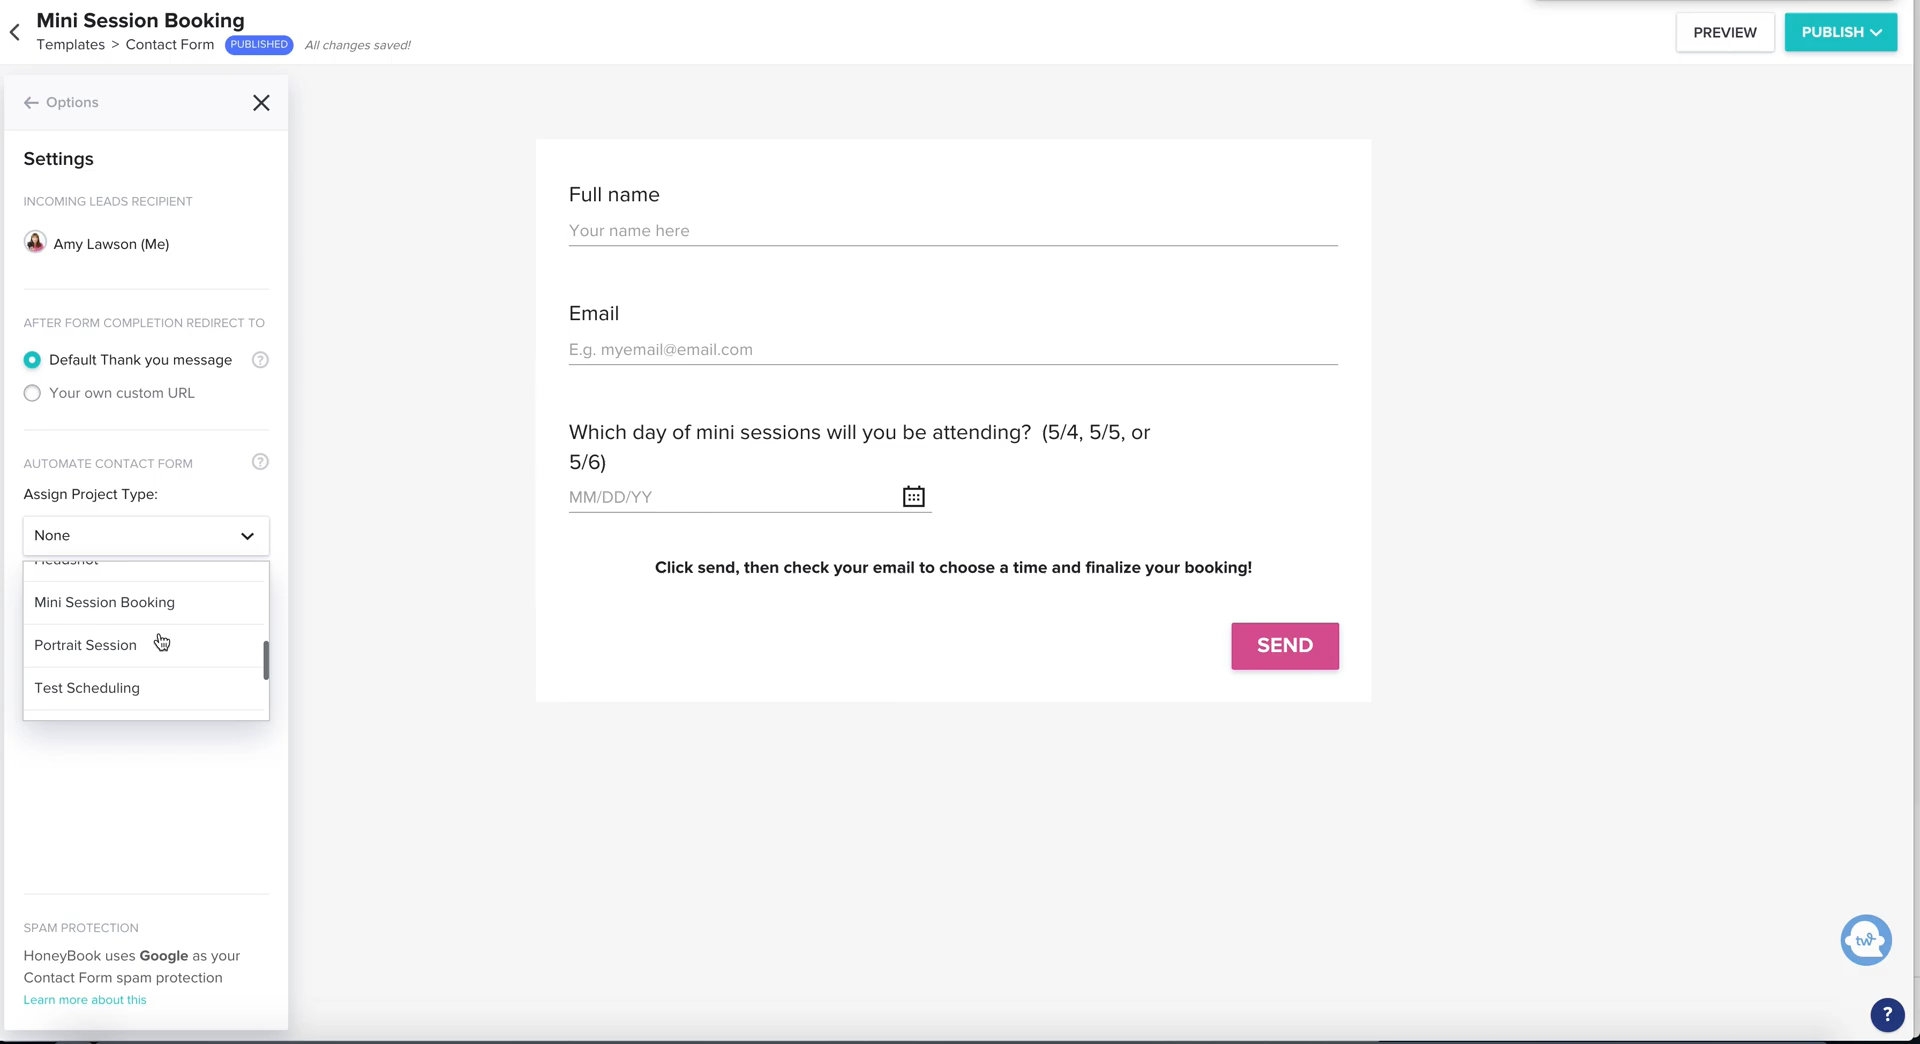 Mini Session Booking
Templates > Contact Form PUBLISHED All changes saved!
PREVIEW
PUBLISH
Options
Settings
INCOMING LEADS RECIPIENT
Amy Lawson (Me)
AFTER FORM COMPLETION REDIRECT TO
Default Thank you message ?
Your own custom URL
AUTOMATE CONTACT FORM ?
Assign Project Type:
None
Headshot
Mini Session Booking
Portrait Session
Test Scheduling
SPAM PROTECTION
HoneyBook uses Google as your
Contact Form spam protection
Learn more about this
Full name
Your name here
Email
E.g. myemail@email.com
Which day of mini sessions will you be attending? (5/4, 5/5, or
5/6)
MM/DD/YY
Click send, then check your email to choose a time and finalize your booking!
SEND
tw
?